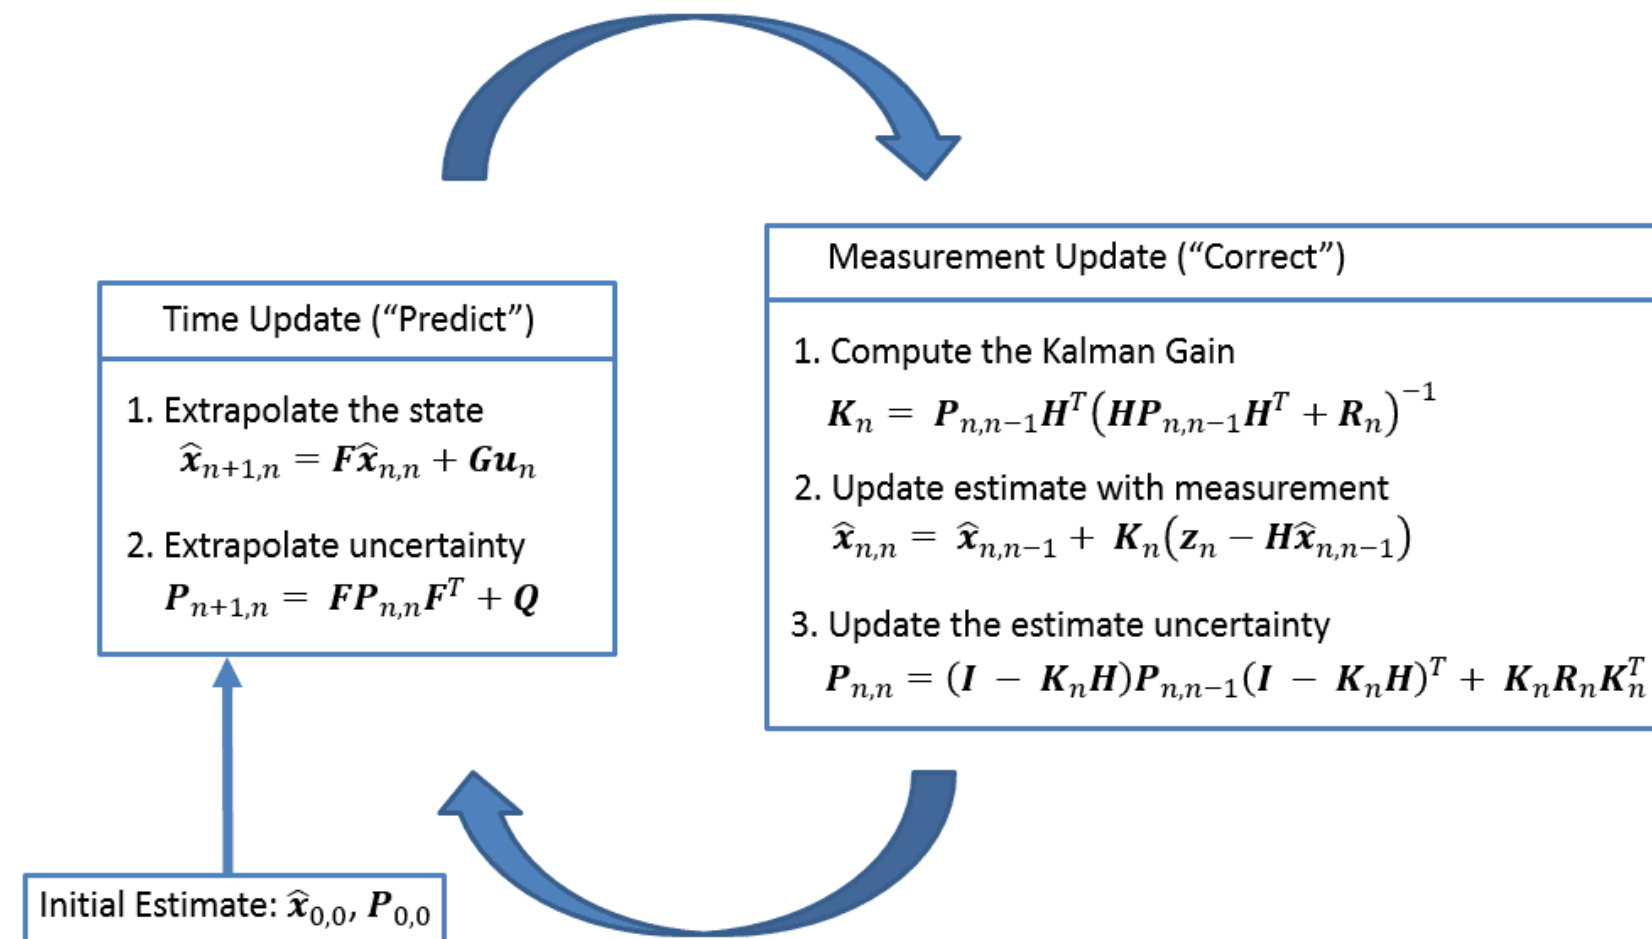 Time Update (“Predict”)
1. Extrapolate the state
x̂ₙ₊₁,ₙ = Fx̂ₙ,ₙ + Guₙ
2. Extrapolate uncertainty
Pₙ₊₁,ₙ = FPₙ,ₙFᵀ + Q
Initial Estimate: x̂₀,₀, P₀,₀
Measurement Update (“Correct”)
1. Compute the Kalman Gain
Kₙ = Pₙ,ₙ₋₁Hᵀ(HPₙ,ₙ₋₁Hᵀ + Rₙ)⁻¹
2. Update estimate with measurement
x̂ₙ,ₙ = x̂ₙ,ₙ₋₁ + Kₙ(zₙ − Hx̂ₙ,ₙ₋₁)
3. Update the estimate uncertainty
Pₙ,ₙ = (I − KₙH)Pₙ,ₙ₋₁(I − KₙH)ᵀ + KₙRₙKₙᵀ